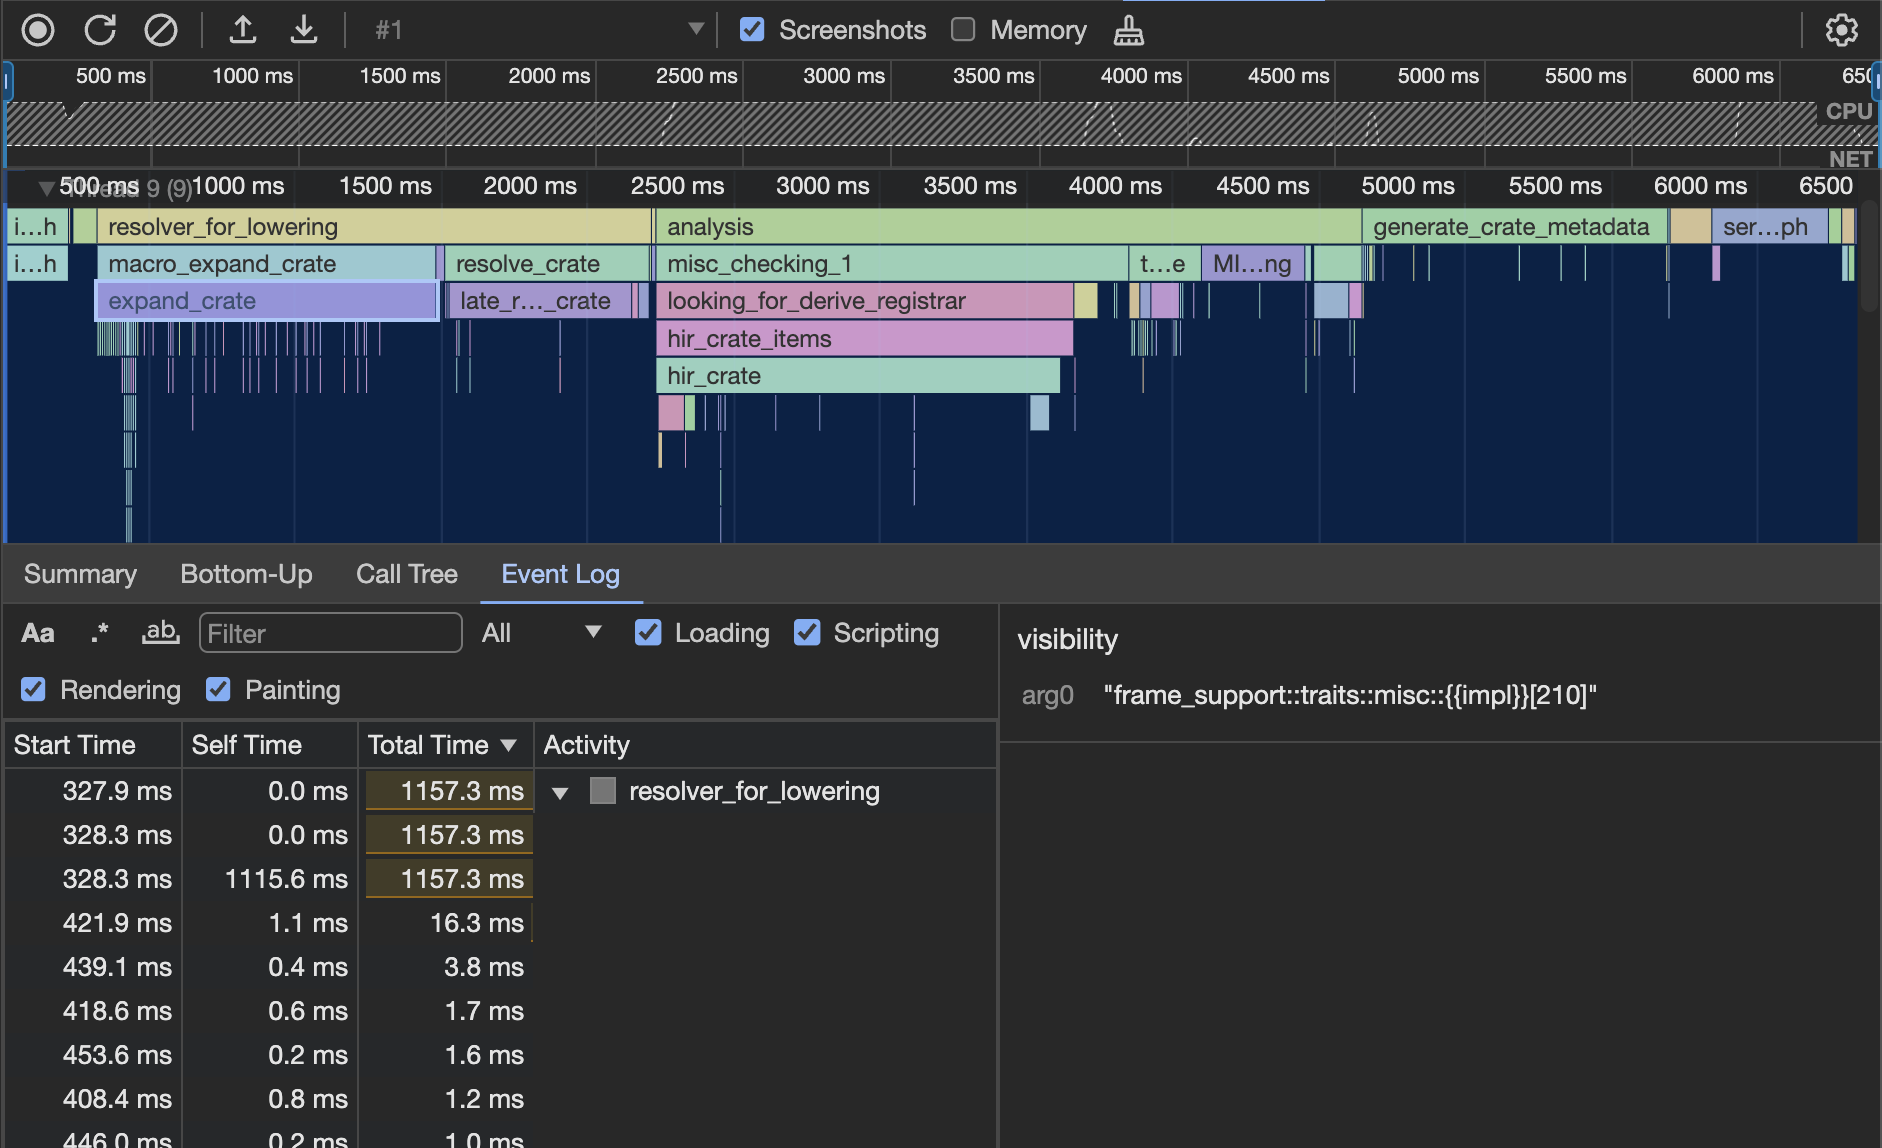 #1 Screenshots Memory
500 ms 1000 ms 1500 ms 2000 ms 2500 ms 3000 ms 3500 ms 4000 ms 4500 ms 5000 ms 5500 ms 6000 ms 650
CPU
NET
Thread 9 (9)
500 ms 1000 ms 1500 ms 2000 ms 2500 ms 3000 ms 3500 ms 4000 ms 4500 ms 5000 ms 5500 ms 6000 ms 6500
i...h resolver_for_lowering analysis generate_crate_metadata ser...ph
i...h macro_expand_crate resolve_crate misc_checking_1 t...e MI...ng
expand_crate late_r..._crate looking_for_derive_registrar
hir_crate_items
hir_crate
Summary Bottom-Up Call Tree Event Log
Aa .* ab Filter All Loading Scripting
Rendering Painting
visibility
arg0 "frame_support::traits::misc::{{impl}}[210]"
Start Time Self Time Total Time Activity
327.9 ms 0.0 ms 1157.3 ms resolver_for_lowering
328.3 ms 0.0 ms 1157.3 ms
328.3 ms 1115.6 ms 1157.3 ms
421.9 ms 1.1 ms 16.3 ms
439.1 ms 0.4 ms 3.8 ms
418.6 ms 0.6 ms 1.7 ms
453.6 ms 0.2 ms 1.6 ms
408.4 ms 0.8 ms 1.2 ms
446.0 ms 0.2 ms 1.0 ms